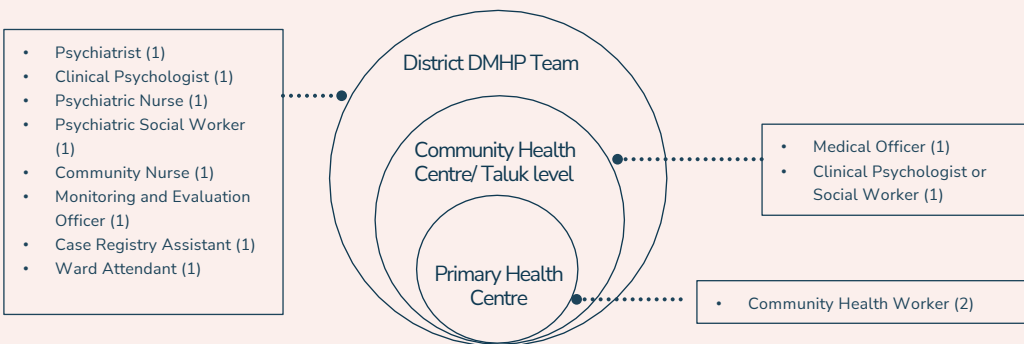 • Psychiatrist (1)
• Clinical Psychologist (1)
• Psychiatric Nurse (1)
• Psychiatric Social Worker
(1)
• Community Nurse (1)
• Monitoring and Evaluation
Officer (1)
• Case Registry Assistant (1)
• Ward Attendant (1)
District DMHP Team
Community Health
Centre/ Taluk level
Primary Health
Centre
• Medical Officer (1)
• Clinical Psychologist or
Social Worker (1)
• Community Health Worker (2)